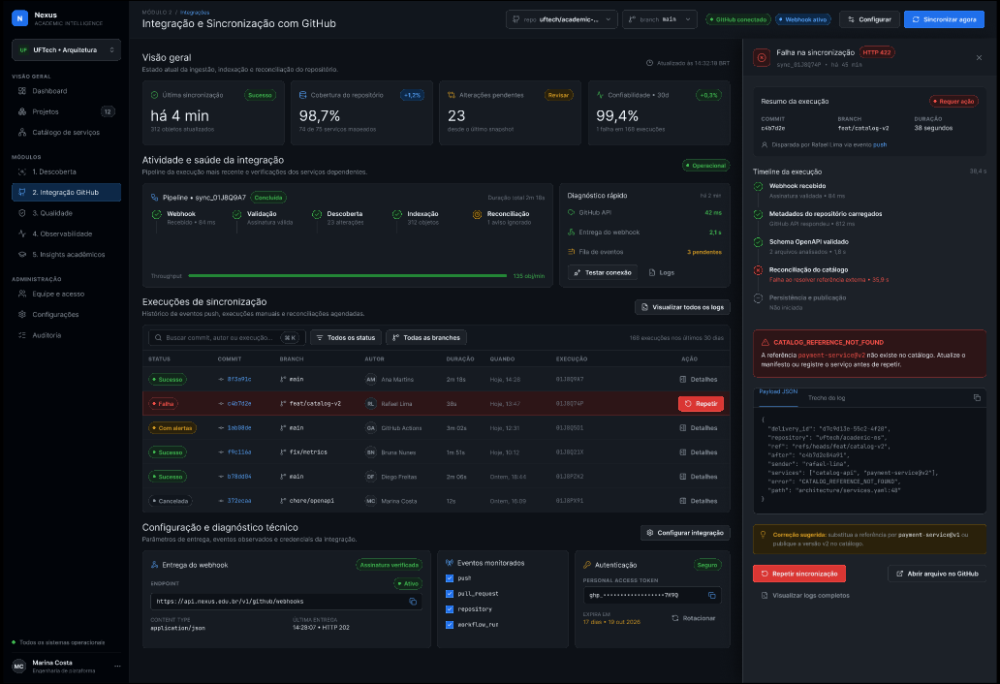 N
Nexus
ACADEMIC INTELLIGENCE
UF UFTech • Arquitetura
VISÃO GERAL
Dashboard
Projetos 12
Catálogo de serviços
MÓDULOS
1. Descoberta
2. Integração GitHub
3. Qualidade
4. Observabilidade
5. Insights acadêmicos
ADMINISTRAÇÃO
Equipe e acesso
Configurações
Auditoria
Todos os sistemas operacionais
MC Marina Costa
Engenharia de plataforma
MÓDULO 2 / Integrações
Integração e Sincronização com GitHub
repo uftech/academic-...
branch main
GitHub conectado
Webhook ativo
Configurar
Sincronizar agora
Visão geral
Estado atual da ingestão, indexação e reconciliação do repositório.
Atualizado às 14:32:18 BRT
Última sincronização Sucesso
há 4 min
312 objetos atualizados
Cobertura do repositório +1,2%
98,7%
74 de 75 serviços mapeados
Alterações pendentes Revisar
23
desde o último snapshot
Confiabilidade • 30d +0,3%
99,4%
1 falha em 168 execuções
Atividade e saúde da integração
Pipeline da execução mais recente e verificações dos serviços dependentes.
Operacional
Pipeline • sync_01J8Q9A7 Concluída
Duração total 2m 18s
Webhook
Recebido • 84 ms
Validação
Assinatura válida
Descoberta
23 alterações
Indexação
312 objetos
Reconciliação
1 aviso ignorado
Throughput 135 obj/min
Diagnóstico rápido há 2 min
GitHub API 42 ms
Entrega do webhook 2,1 s
Fila de eventos 3 pendentes
Testar conexão Logs
Execuções de sincronização
Histórico de eventos push, execuções manuais e reconciliações agendadas.
Visualizar todos os logs
Buscar commit, autor ou execução... ⌘ K
Todos os status
Todas as branches
168 execuções nos últimos 30 dias
STATUS COMMIT BRANCH AUTOR DURAÇÃO QUANDO EXECUÇÃO AÇÃO
Sucesso 8f3a91c main AM Ana Martins 2m 18s Hoje, 14:28 01J8Q9A7 Detalhes
Falha c4b7d2e feat/catalog-v2 RL Rafael Lima 38s Hoje, 13:47 01J8Q74P Repetir
Com alertas 1ab08de main GA GitHub Actions 3m 02s Hoje, 12:31 01J8Q5D1 Detalhes
Sucesso f9c116a fix/metrics BN Bruna Nunes 1m 51s Hoje, 10:12 01J8Q21X Detalhes
Sucesso b78dd04 main DF Diego Freitas 2m 06s Ontem, 18:44 01J8PZK2 Detalhes
Cancelada 372ecaa chore/openapi MC Marina Costa 12s Ontem, 16:09 01J8PX91 Detalhes
Configuração e diagnóstico técnico
Parâmetros de entrega, eventos observados e credenciais da integração.
Configurar integração
Entrega do webhook Assinatura verificada
ENDPOINT Ativo
https://api.nexus.edu.br/v1/github/webhooks
CONTENT TYPE
application/json
ÚLTIMA ENTREGA
14:28:07 • HTTP 202
Eventos monitorados
push
pull_request
repository
workflow_run
Autenticação Seguro
PERSONAL ACCESS TOKEN
ghp_••••••••••••••••••7K9Q
EXPIRA EM
17 dias • 19 out 2026
Rotacionar
Falha na sincronização HTTP 422
sync_01J8Q74P • há 45 min
Resumo da execução Requer ação
COMMIT
c4b7d2e
BRANCH
feat/catalog-v2
DURAÇÃO
38 segundos
Disparada por Rafael Lima via evento push
Timeline da execução 38,4 s
Webhook recebido
Assinatura validada • 84 ms
Metadados do repositório carregados
GitHub API respondeu • 612 ms
Schema OpenAPI validado
2 arquivos analisados • 1,8 s
Reconciliação do catálogo
Falha ao resolver referência externa • 35,9 s
Persistência e publicação
Não iniciada
CATALOG_REFERENCE_NOT_FOUND
A referência payment-service@v2 não existe no catálogo. Atualize o
manifesto ou registre o serviço antes de repetir.
Payload JSON Trecho do log
{
"delivery_id": "d7c9d13e-55c2-4f28",
"repository": "uftech/academic-ms",
"ref": "refs/heads/feat/catalog-v2",
"after": "c4b7d2e84a91",
"sender": "rafael-lima",
"services": ["catalog-api", "payment-service@v2"],
"error": "CATALOG_REFERENCE_NOT_FOUND",
"path": "architecture/services.yaml:48"
}
Correção sugerida: substitua a referência por payment-service@v1 ou
publique a versão v2 no catálogo.
Repetir sincronização
Abrir arquivo no GitHub
Visualizar logs completos